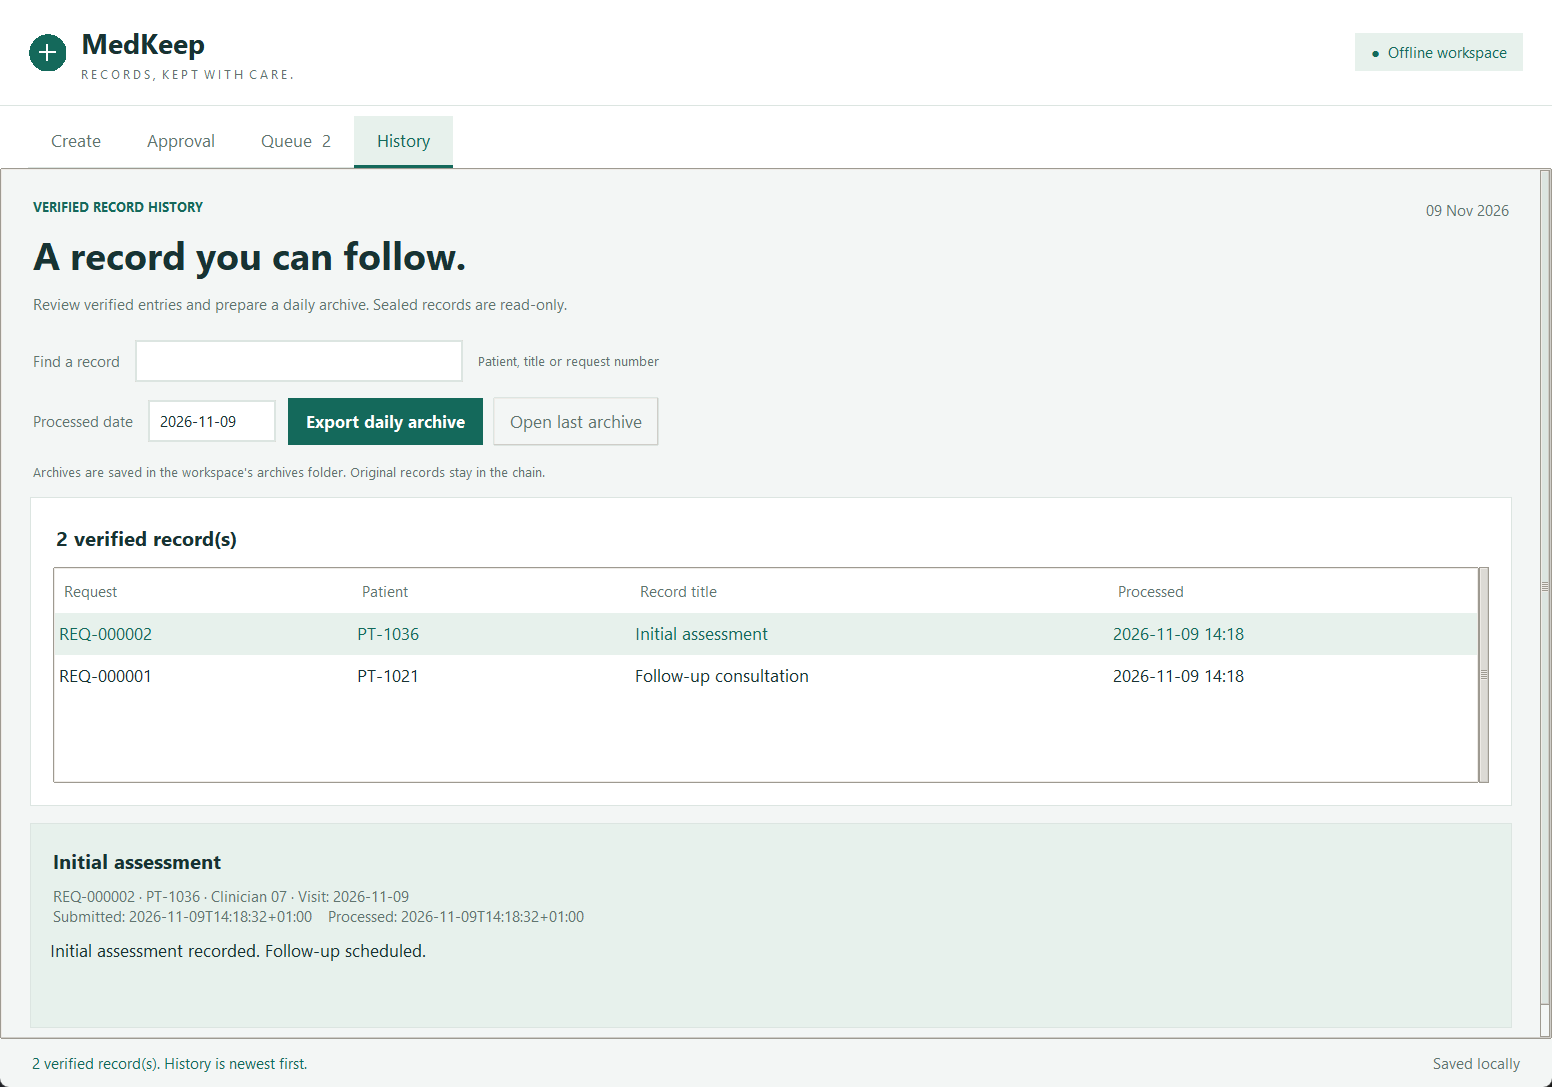 MedKeep
RECORDS, KEPT WITH CARE.
● Offline workspace
Create
Approval
Queue 2
History
VERIFIED RECORD HISTORY
09 Nov 2026
A record you can follow.
Review verified entries and prepare a daily archive. Sealed records are read-only.
Find a record
Patient, title or request number
Processed date
2026-11-09
Export daily archive
Open last archive
Archives are saved in the workspace's archives folder. Original records stay in the chain.
2 verified record(s)
Request Patient Record title Processed
REQ-000002 PT-1036 Initial assessment 2026-11-09 14:18
REQ-000001 PT-1021 Follow-up consultation 2026-11-09 14:18
Initial assessment
REQ-000002 · PT-1036 · Clinician 07 · Visit: 2026-11-09
Submitted: 2026-11-09T14:18:32+01:00 Processed: 2026-11-09T14:18:32+01:00
Initial assessment recorded. Follow-up scheduled.
2 verified record(s). History is newest first.
Saved locally